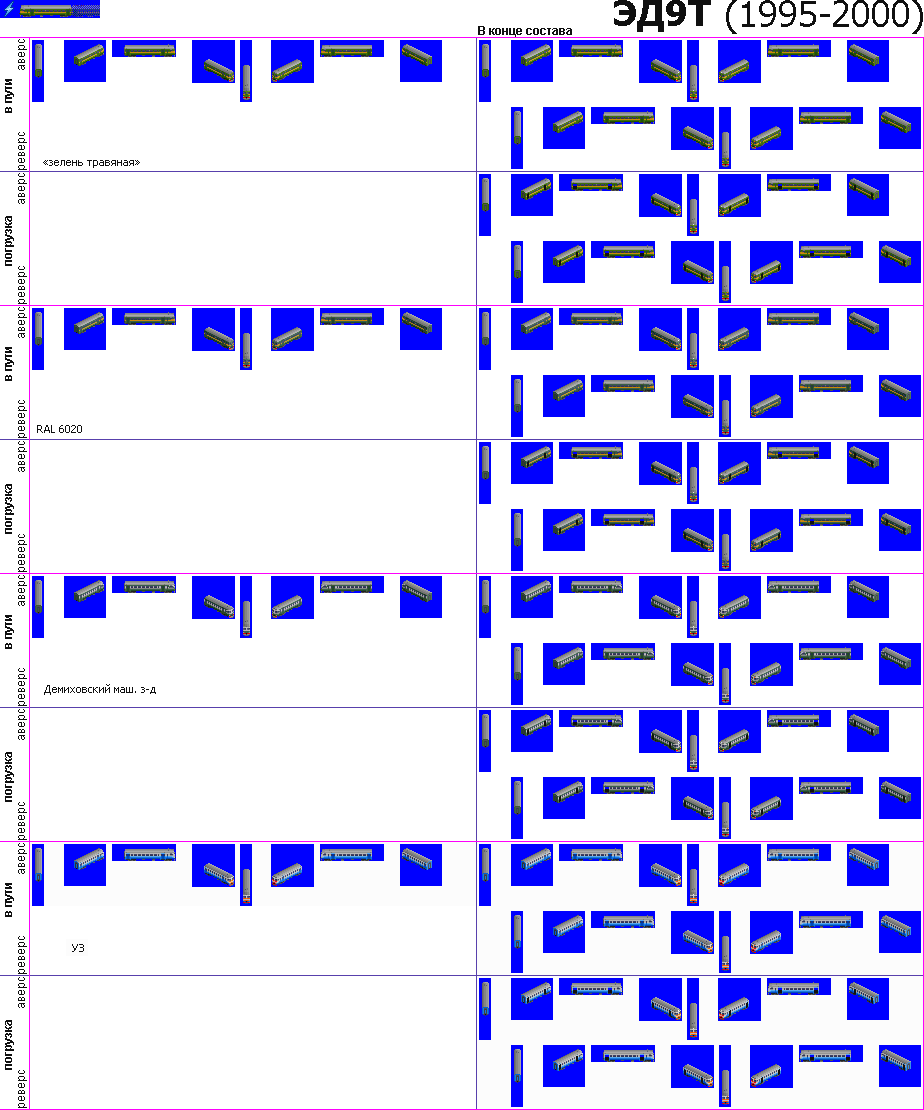 ЭД9Т (1995-2000)
В конце состава
аверс
в пути
реверс
«зелень травяная»
аверс
погрузка
реверс
аверс
в пути
реверс
RAL 6020
аверс
погрузка
реверс
аверс
в пути
реверс
Демиховский маш. з-д
аверс
погрузка
реверс
аверс
в пути
реверс
УЗ
аверс
погрузка
реверс